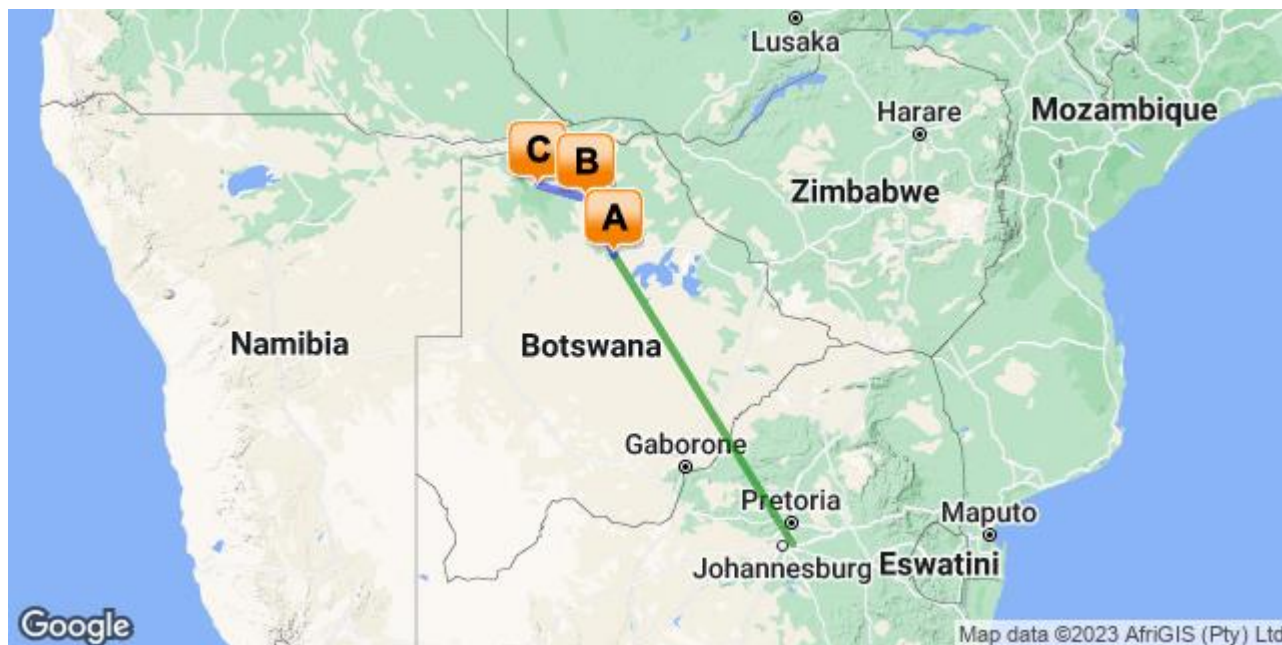 Lusaka
Harare
Mozambique
C
B
Zimbabwe
A
Namibia
Botswana
Gaborone
Pretoria
Maputo
Johannesburg
Eswatini
Google
Map data ©2023 AfriGIS (Pty) Ltd